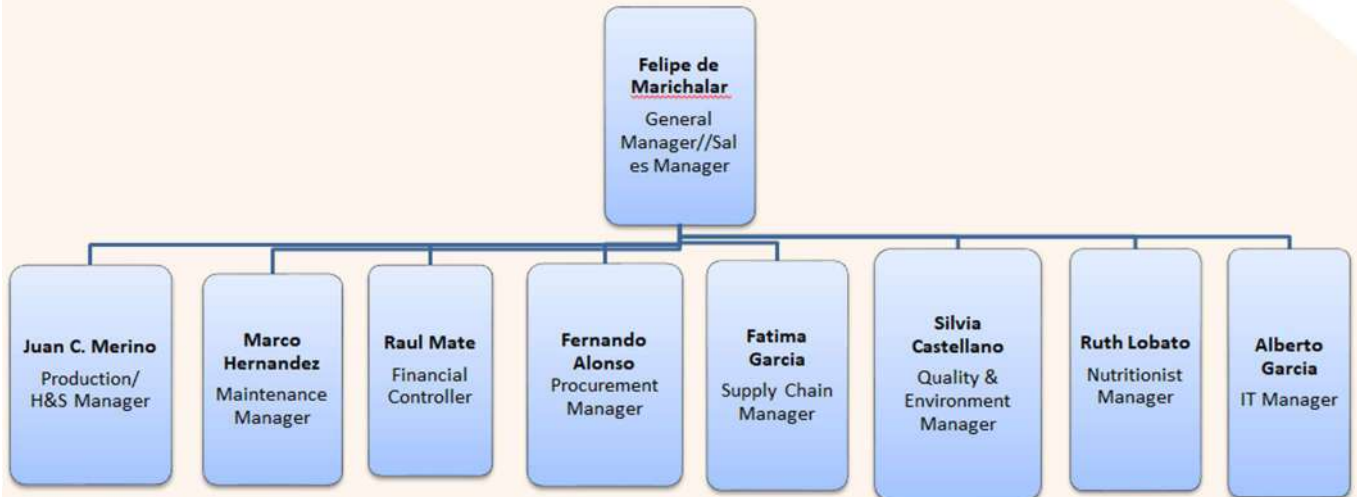 Felipe de
Marichalar
General
Manager//Sal
es Manager
Juan C. Merino
Production/
H&S Manager
Marco
Hernandez
Maintenance
Manager
Raul Mate
Financial
Controller
Fernando
Alonso
Procurement
Manager
Fatima
Garcia
Supply Chain
Manager
Silvia
Castellano
Quality &
Environment
Manager
Ruth Lobato
Nutritionist
Manager
Alberto
Garcia
IT Manager